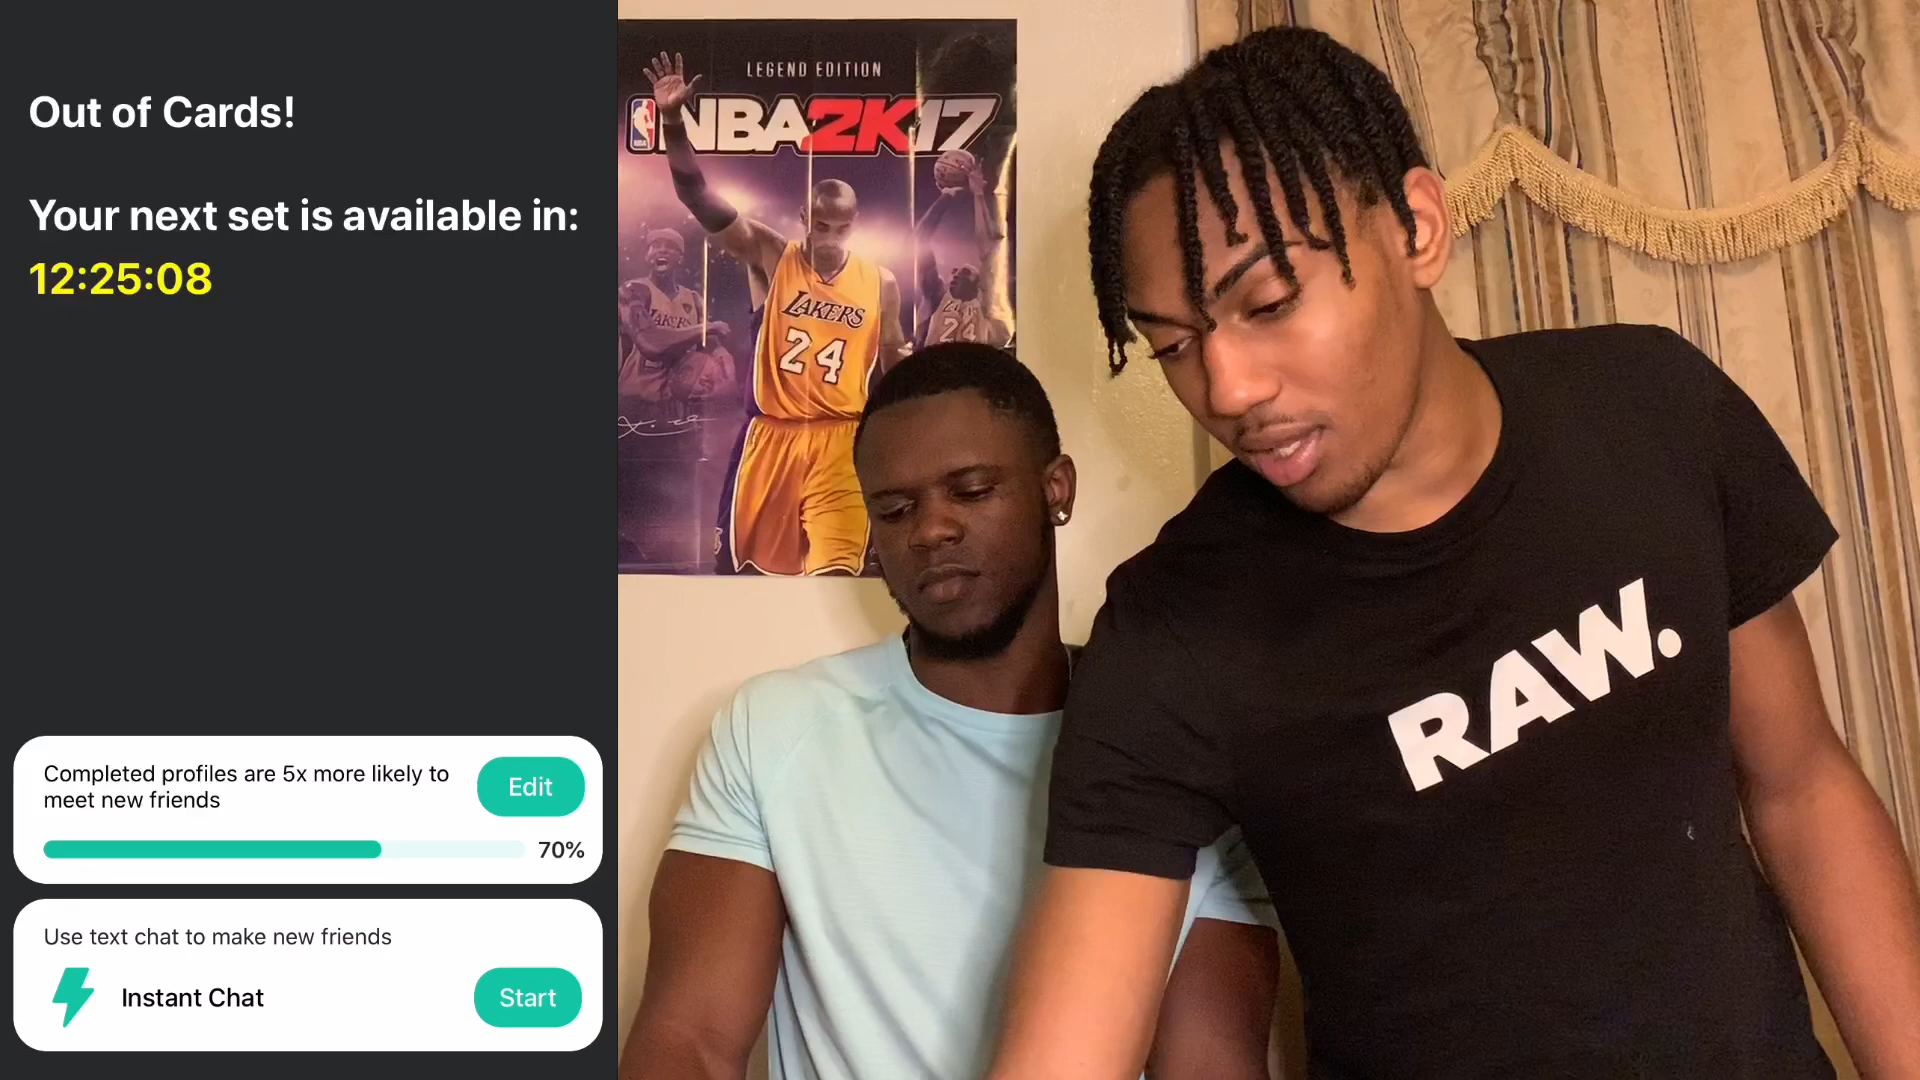 Out of Cards!
Your next set is available in:
12:25:08
Completed profiles are 5x more likely to
meet new friends
Edit
70%
Use text chat to make new friends
Instant Chat
Start
LEGEND EDITION
NBA2K17
LAKERS
24
LAKERS
24
RAW.